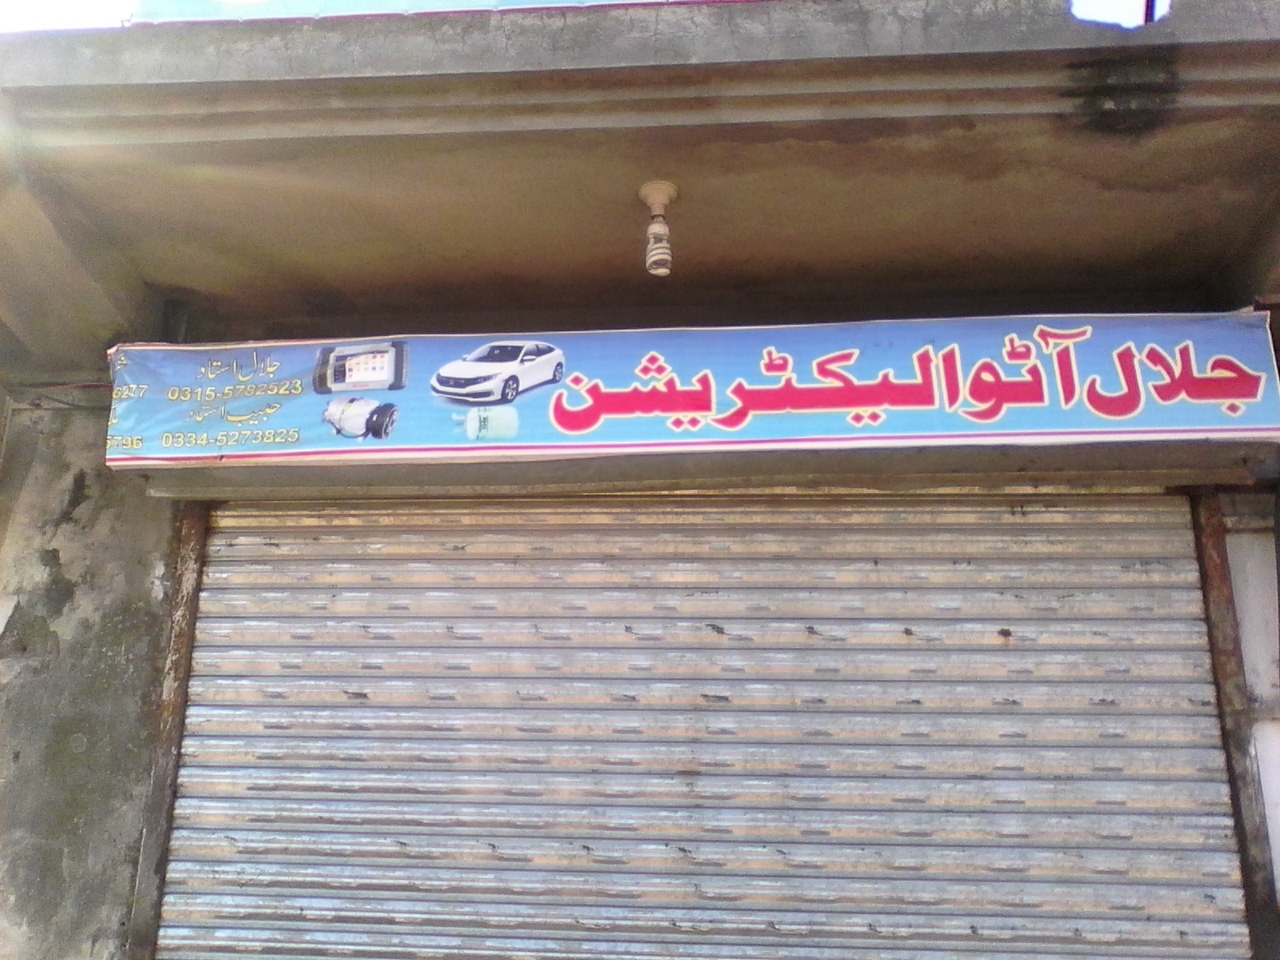 جلال آٹو الیکٹریشن
جلال استاد
0315-5782523
حبیب استاد
0334-5273825